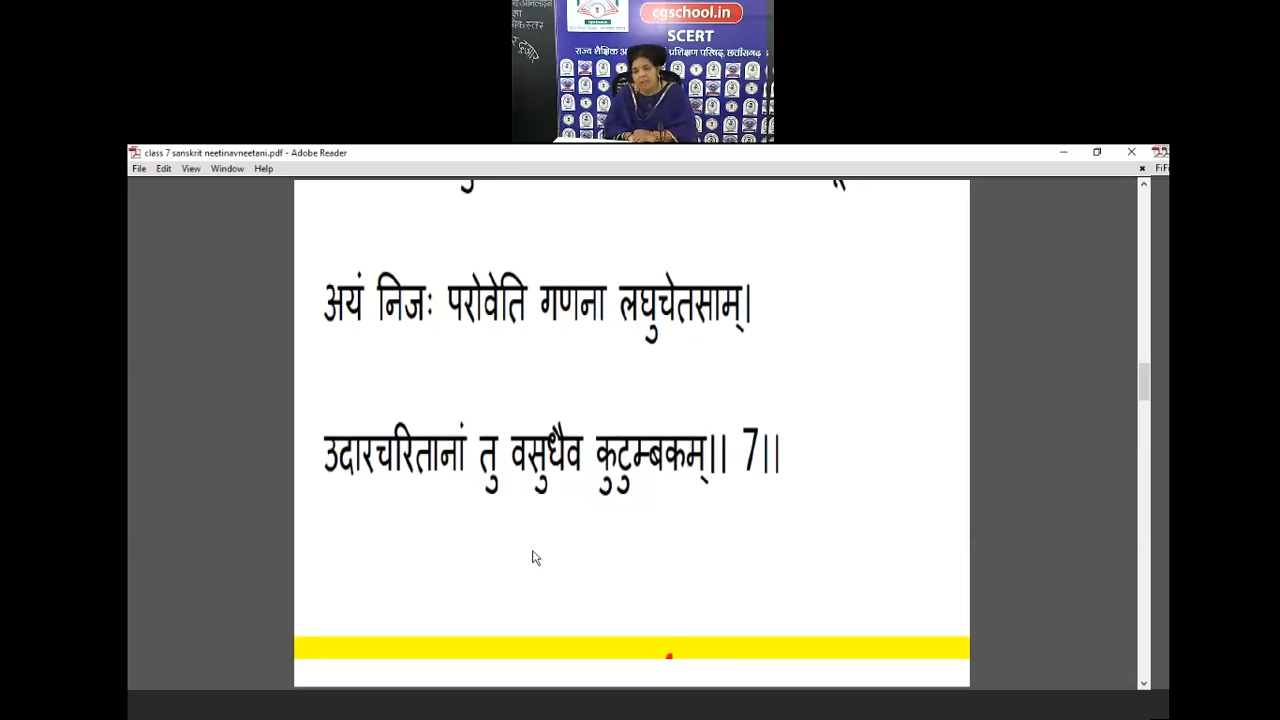 cgschool.in
SCERT
class 7 sanskrit neetinavneetani.pdf - Adobe Reader
File Edit View Window Help
अयं निजः परोवेति गणना लघुचेतसाम्।
उदारचरितानां तु वसुधैव कुटुम्बकम्।। 7।।